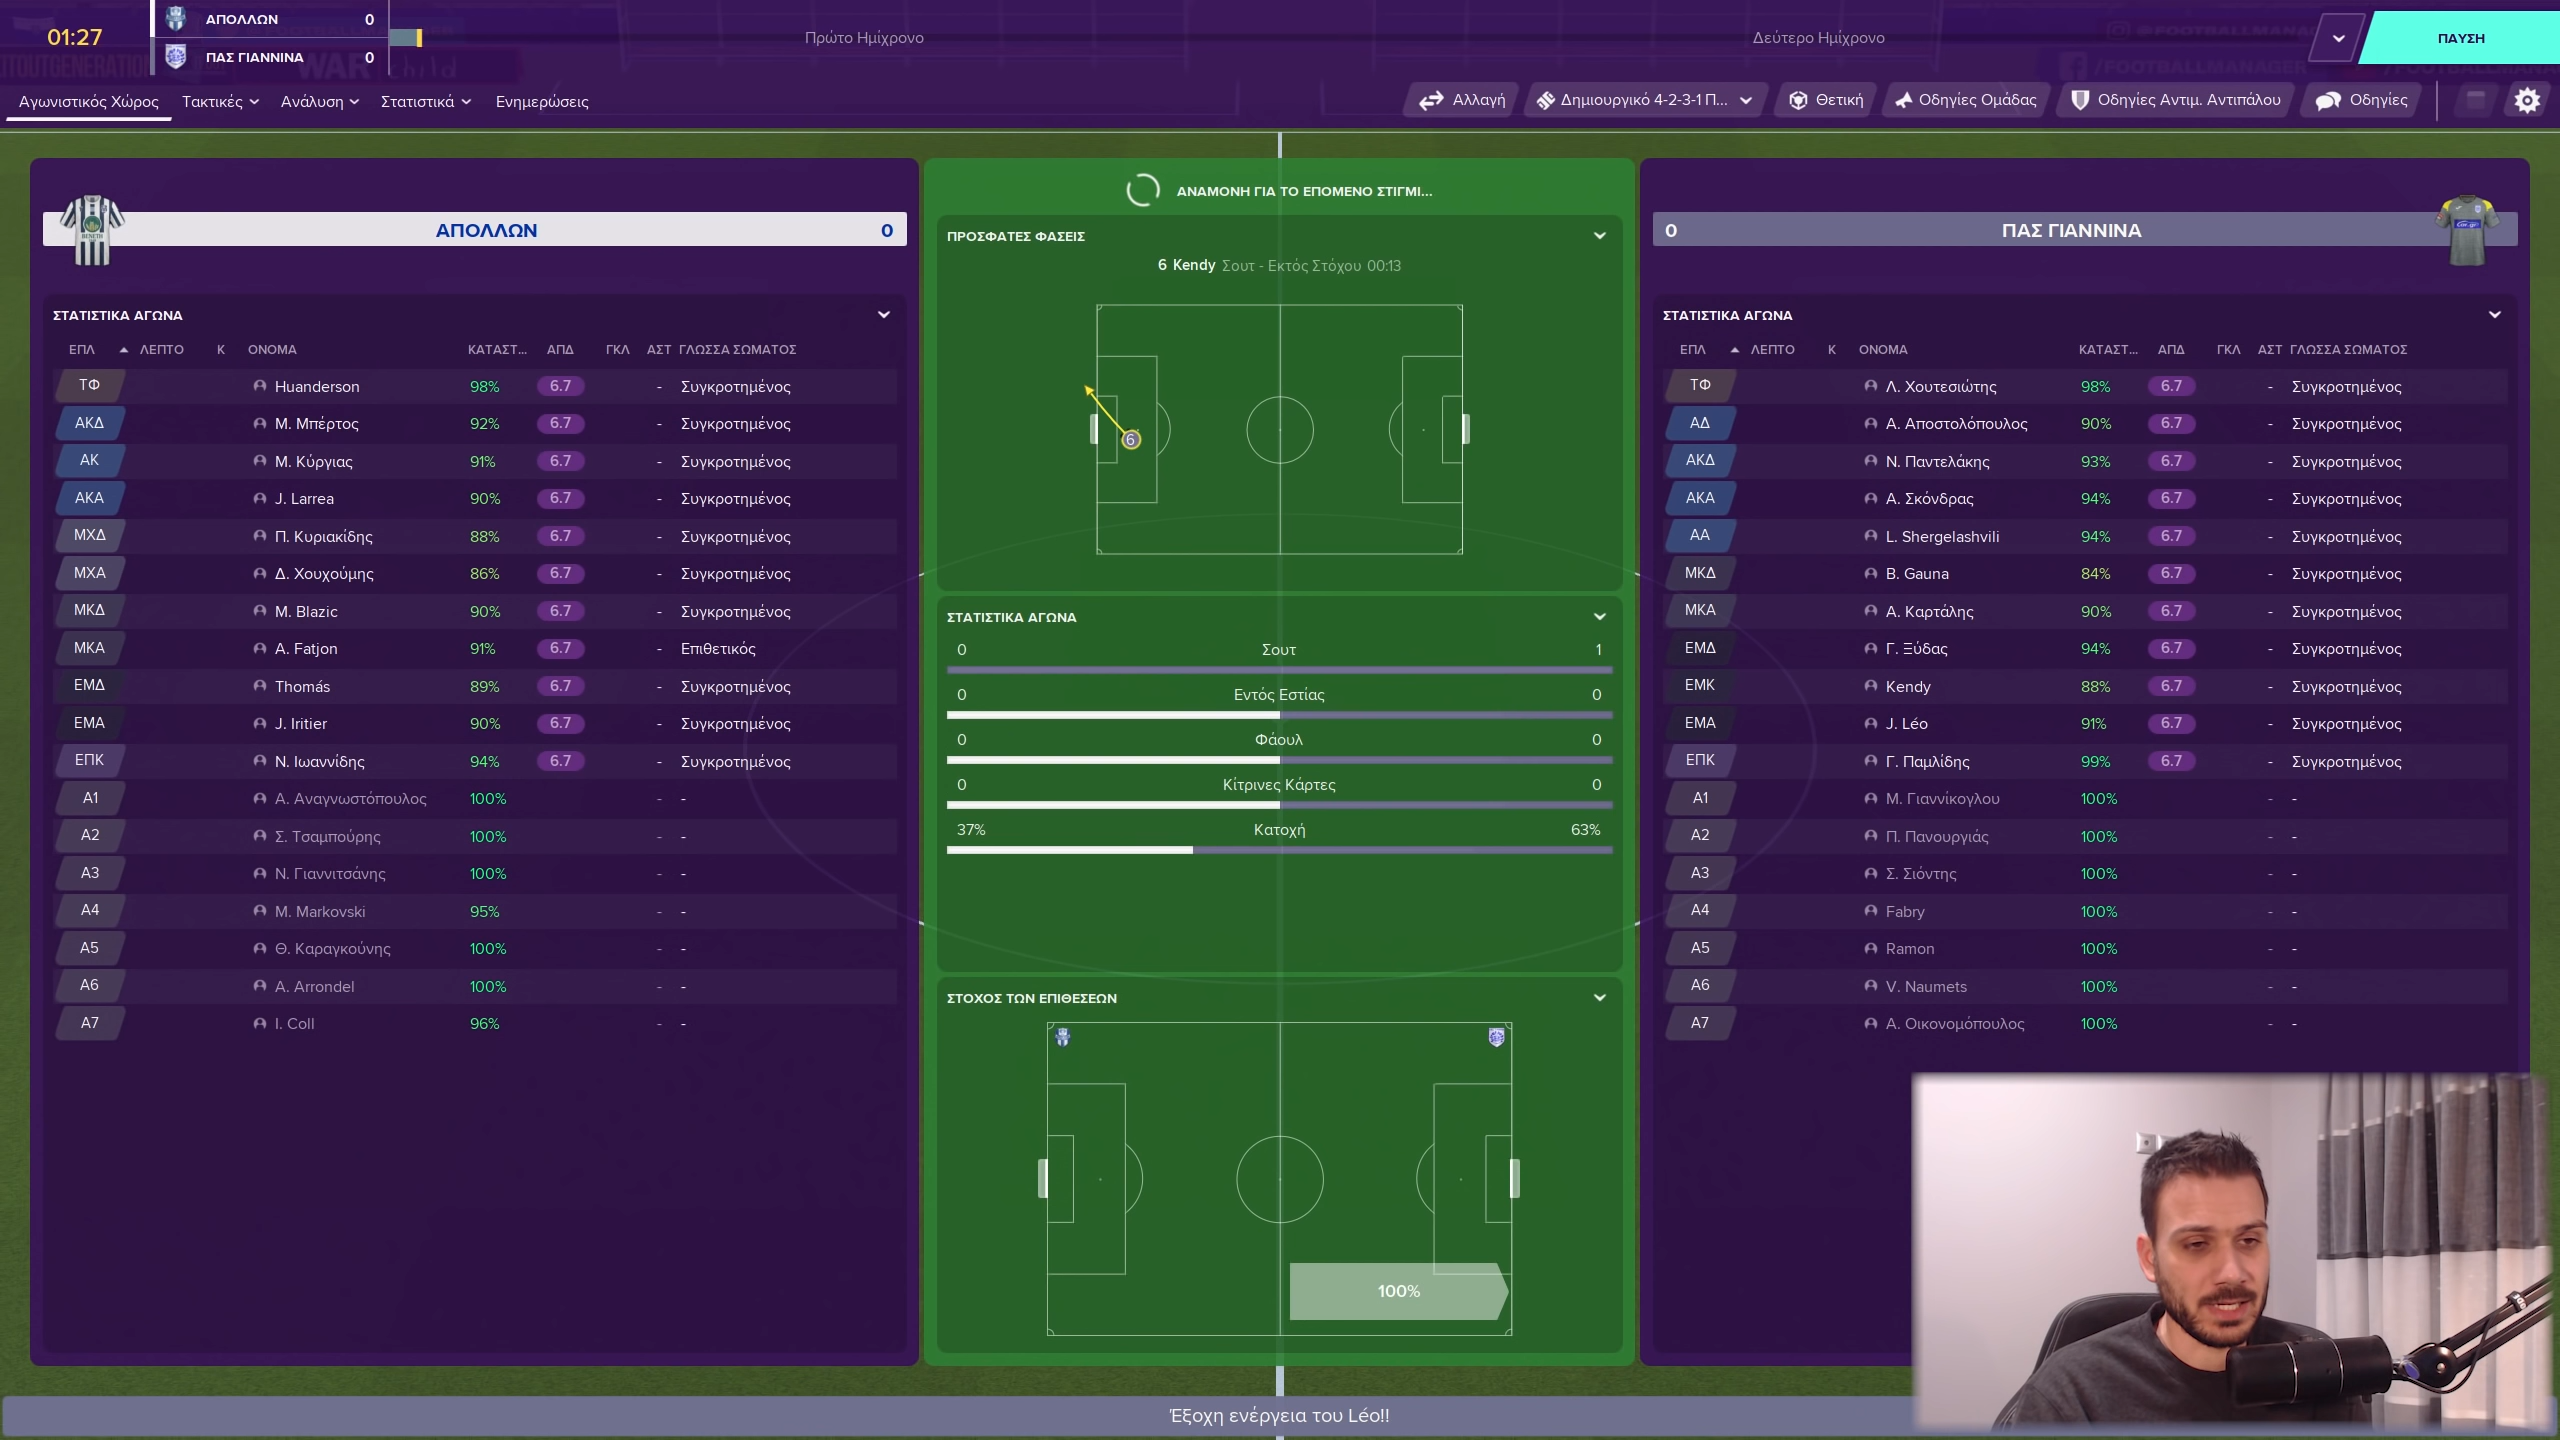 01:27
ΑΠΟΛΛΩΝ 0
ΠΑΣ ΓΙΑΝΝΙΝΑ 0
Πρώτο Ημίχρονο
Δεύτερο Ημίχρονο
ΠΑΥΣΗ
Αγωνιστικός Χώρος Τακτικές Ανάλυση Στατιστικά Ενημερώσεις
Αλλαγή Δημιουργικό 4-2-3-1 Π... Θετική Οδηγίες Ομάδας Οδηγίες Αντιμ. Αντιπάλου Οδηγίες
ΑΠΟΛΛΩΝ 0
ΣΤΑΤΙΣΤΙΚΑ ΑΓΩΝΑ
ΕΠΛ ΛΕΠΤΟ Κ ΟΝΟΜΑ ΚΑΤΑΣΤ... ΑΠΔ ΓΚΛ ΑΣΤ ΓΛΩΣΣΑ ΣΩΜΑΤΟΣ
ΤΦ Huanderson 98% 6.7 - Συγκροτημένος
ΑΚΔ Μ. Μπέρτος 92% 6.7 - Συγκροτημένος
ΑΚ Μ. Κύργιας 91% 6.7 - Συγκροτημένος
ΑΚΑ J. Larrea 90% 6.7 - Συγκροτημένος
ΜΧΔ Π. Κυριακίδης 88% 6.7 - Συγκροτημένος
ΜΧΑ Δ. Χουχούμης 86% 6.7 - Συγκροτημένος
ΜΚΔ M. Blazic 90% 6.7 - Συγκροτημένος
ΜΚΑ A. Fatjon 91% 6.7 - Επιθετικός
ΕΜΔ Thomás 89% 6.7 - Συγκροτημένος
ΕΜΑ J. Iritier 90% 6.7 - Συγκροτημένος
ΕΠΚ Ν. Ιωαννίδης 94% 6.7 - Συγκροτημένος
Α1 Α. Αναγνωστόπουλος 100% - -
Α2 Σ. Τσαμπούρης 100% - -
Α3 Ν. Γιαννιτσάνης 100% - -
Α4 M. Markovski 95% - -
Α5 Θ. Καραγκούνης 100% - -
Α6 A. Arrondel 100% - -
Α7 I. Coll 96% - -
ΑΝΑΜΟΝΗ ΓΙΑ ΤΟ ΕΠΟΜΕΝΟ ΣΤΙΓΜΙ...
ΠΡΟΣΦΑΤΕΣ ΦΑΣΕΙΣ
6 Kendy Σουτ - Εκτός Στόχου 00:13
6
ΣΤΑΤΙΣΤΙΚΑ ΑΓΩΝΑ
0 Σουτ 1
0 Εντός Εστίας 0
0 Φάουλ 0
0 Κίτρινες Κάρτες 0
37% Κατοχή 63%
ΣΤΟΧΟΣ ΤΩΝ ΕΠΙΘΕΣΕΩΝ
100%
0 ΠΑΣ ΓΙΑΝΝΙΝΑ
ΣΤΑΤΙΣΤΙΚΑ ΑΓΩΝΑ
ΕΠΛ ΛΕΠΤΟ Κ ΟΝΟΜΑ ΚΑΤΑΣΤ... ΑΠΔ ΓΚΛ ΑΣΤ ΓΛΩΣΣΑ ΣΩΜΑΤΟΣ
ΤΦ Λ. Χουτεσιώτης 98% 6.7 - Συγκροτημένος
ΑΔ Α. Αποστολόπουλος 90% 6.7 - Συγκροτημένος
ΑΚΔ Ν. Παντελάκης 93% 6.7 - Συγκροτημένος
ΑΚΑ Α. Σκόνδρας 94% 6.7 - Συγκροτημένος
ΑΑ L. Shergelashvili 94% 6.7 - Συγκροτημένος
ΜΚΔ B. Gauna 84% 6.7 - Συγκροτημένος
ΜΚΑ Α. Καρτάλης 90% 6.7 - Συγκροτημένος
ΕΜΔ Γ. Ξύδας 94% 6.7 - Συγκροτημένος
ΕΜΚ Kendy 88% 6.7 - Συγκροτημένος
ΕΜΑ J. Léo 91% 6.7 - Συγκροτημένος
ΕΠΚ Γ. Παμλίδης 99% 6.7 - Συγκροτημένος
Α1 Μ. Γιαννίκογλου 100% - -
Α2 Π. Πανουργιάς 100% - -
Α3 Σ. Σιόντης 100% - -
Α4 Fabry 100% - -
Α5 Ramon 100% - -
Α6 V. Naumets 100% - -
Α7 Α. Οικονομόπουλος 100% - -
Έξοχη ενέργεια του Léo!!